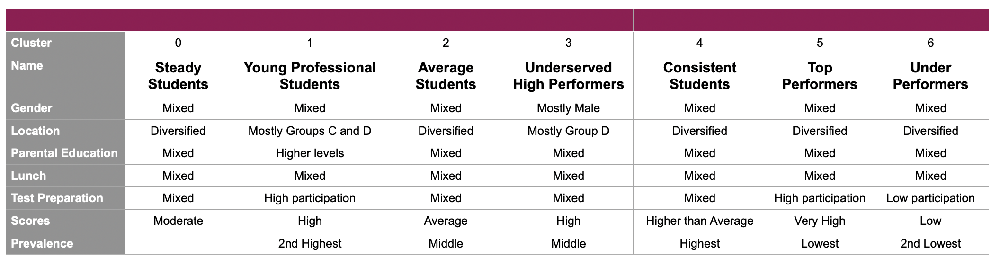 Cluster 0 1 2 3 4 5 6
Name Steady Students Young Professional Students Average Students Underserved High Performers Consistent Students Top Performers Under Performers
Gender Mixed Mixed Mixed Mostly Male Mixed Mixed Mixed
Location Diversified Mostly Groups C and D Diversified Mostly Group D Diversified Diversified Diversified
Parental Education Mixed Higher levels Mixed Mixed Mixed Mixed Mixed
Lunch Mixed Mixed Mixed Mixed Mixed Mixed Mixed
Test Preparation Mixed High participation Mixed Mixed Mixed High participation Low participation
Scores Moderate High Average High Higher than Average Very High Low
Prevalence 2nd Highest Middle Middle Highest Lowest 2nd Lowest